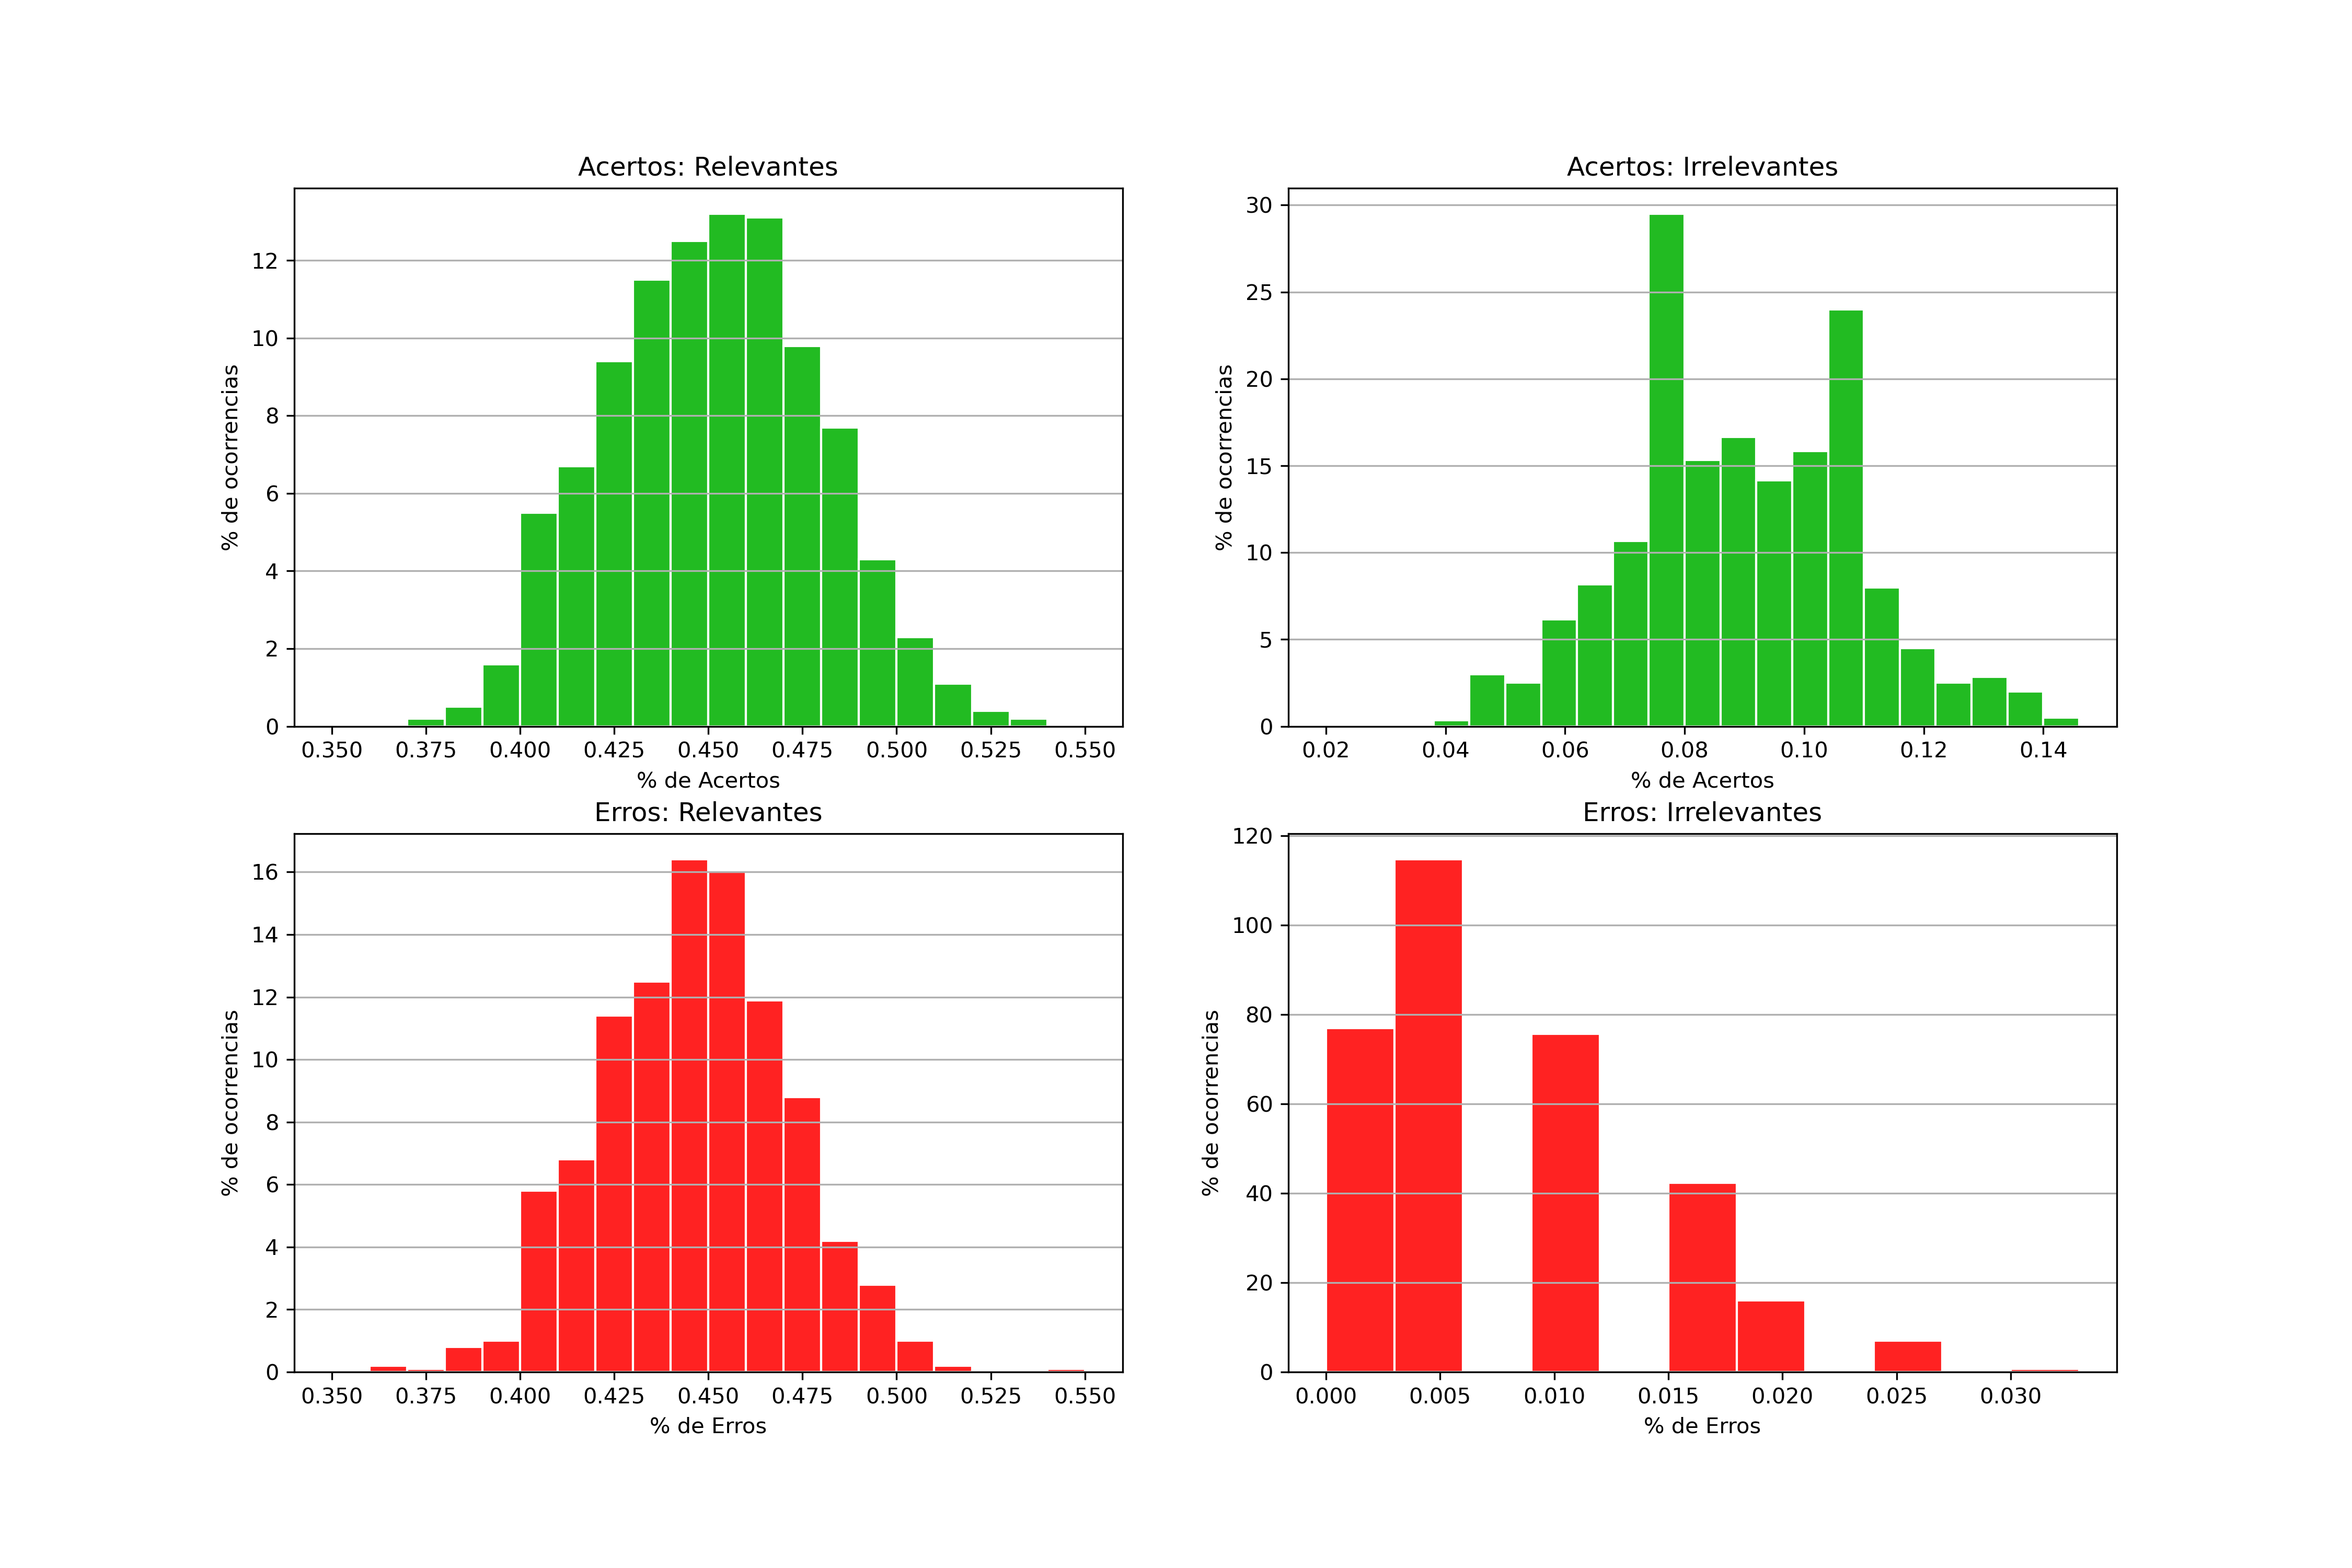 Acertos: Relevantes
% de ocorrencias
12
10
8
6
4
2
0
0.350 0.375 0.400 0.425 0.450 0.475 0.500 0.525 0.550
% de Acertos
Acertos: Irrelevantes
% de ocorrencias
30
25
20
15
10
5
0
0.02 0.04 0.06 0.08 0.10 0.12 0.14
% de Acertos
Erros: Relevantes
% de ocorrencias
16
14
12
10
8
6
4
2
0
0.350 0.375 0.400 0.425 0.450 0.475 0.500 0.525 0.550
% de Erros
Erros: Irrelevantes
% de ocorrencias
120
100
80
60
40
20
0
0.000 0.005 0.010 0.015 0.020 0.025 0.030
% de Erros